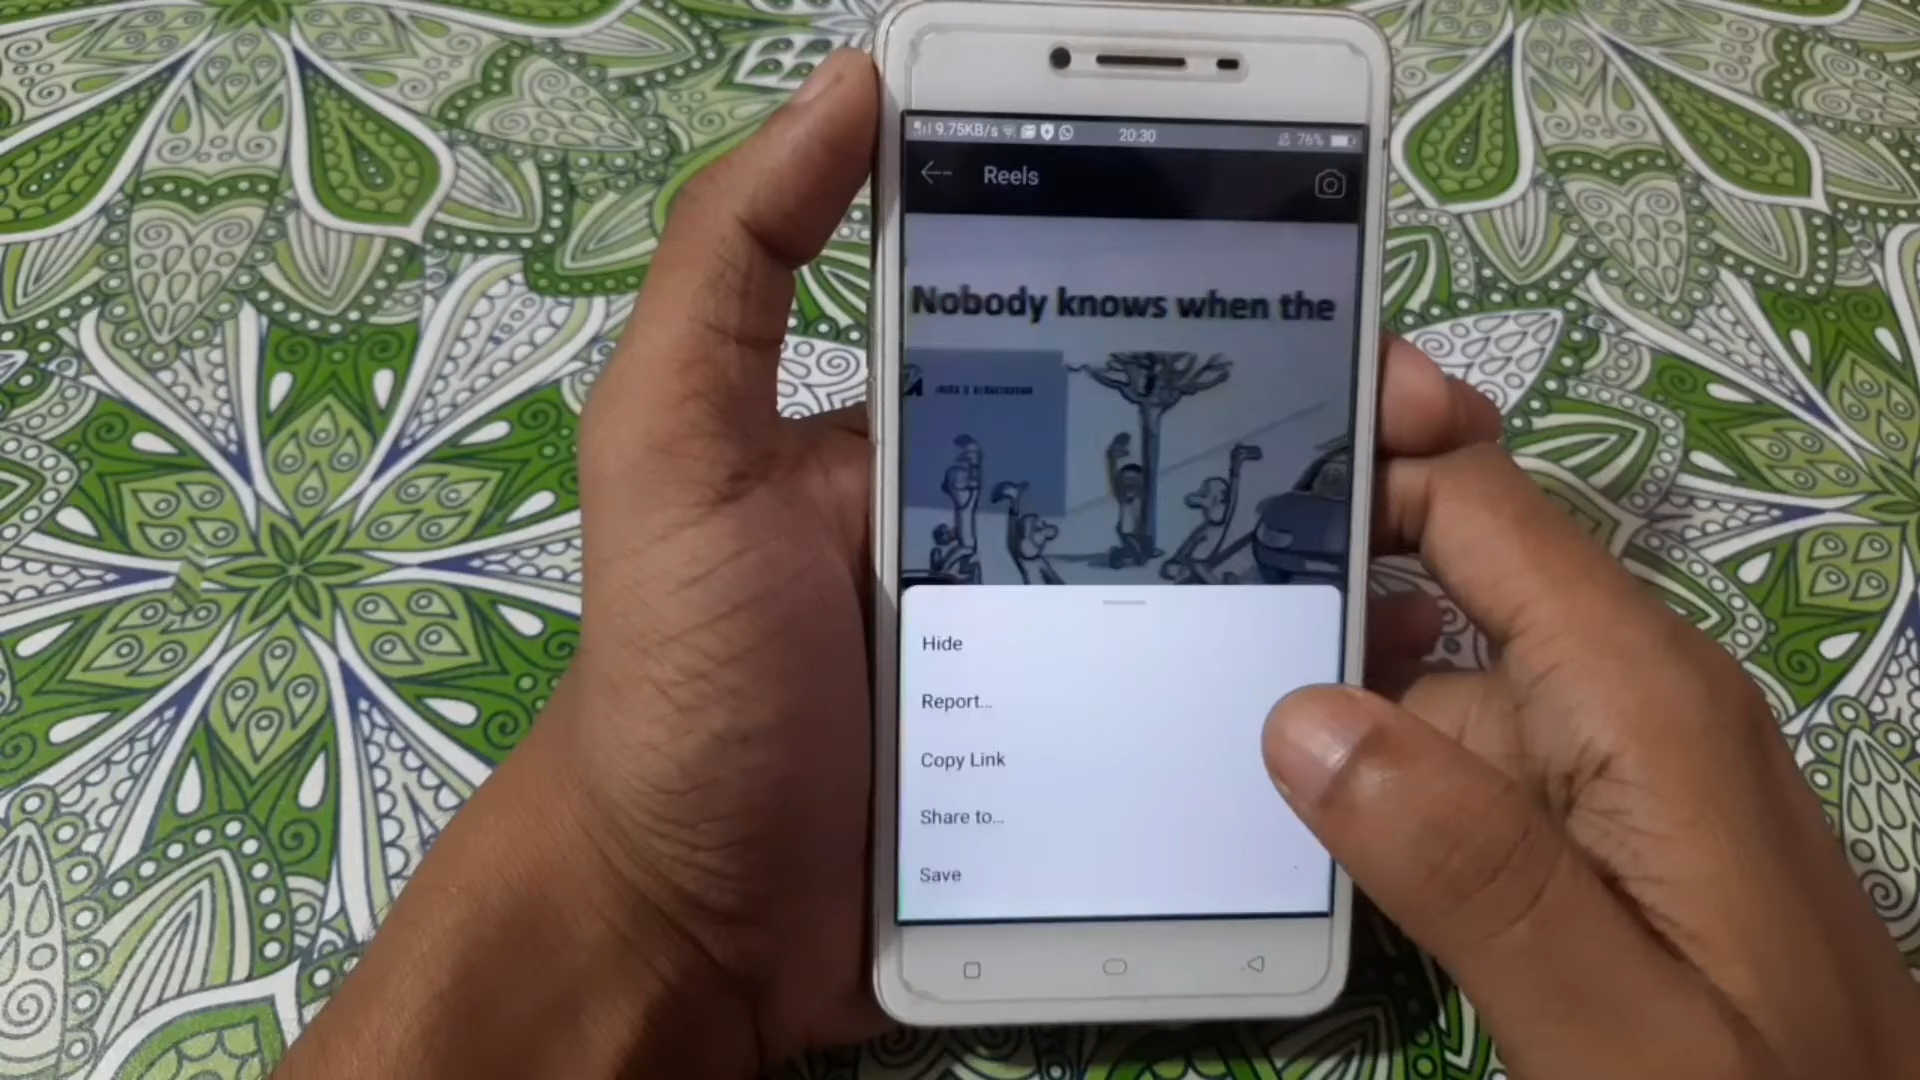 9.75KB/s 20:30 76%
Reels
Nobody knows when the
Hide
Report...
Copy Link
Share to...
Save